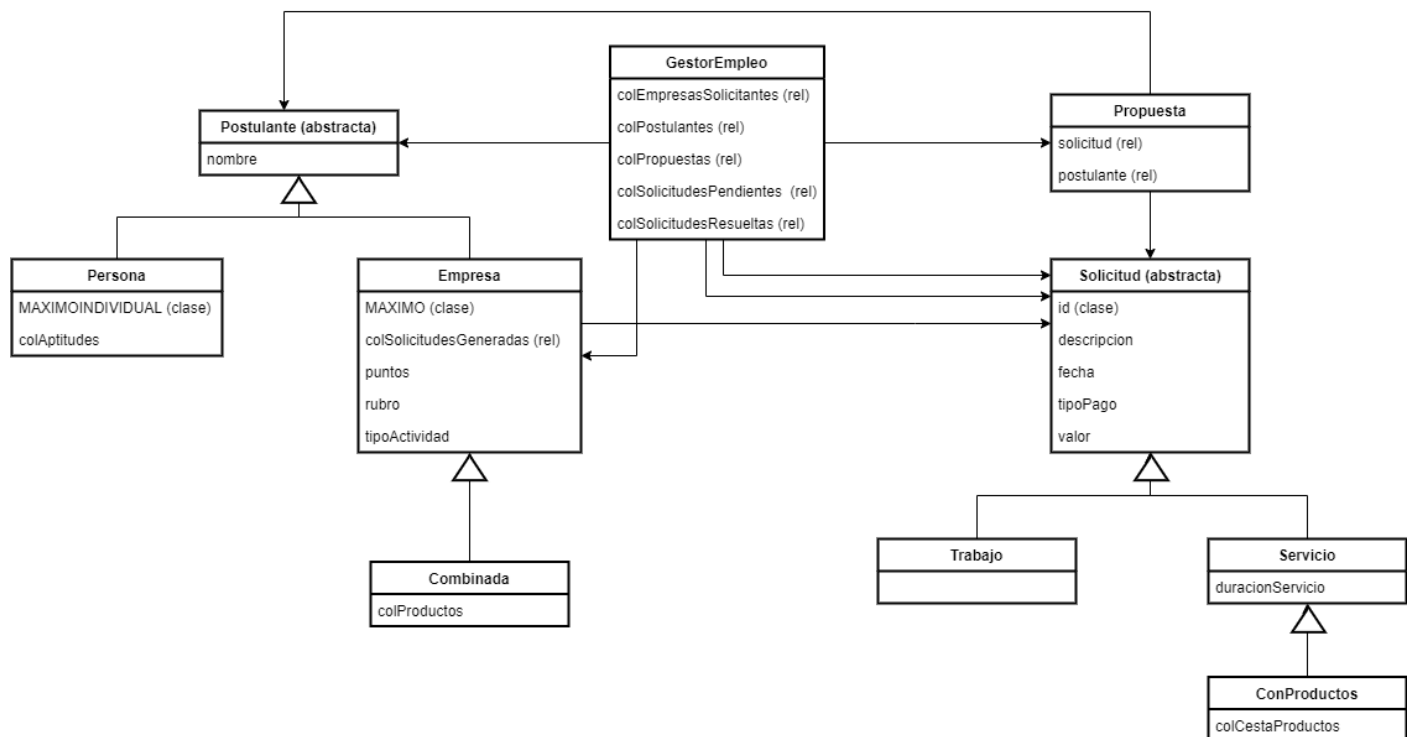 GestorEmpleo
colEmpresasSolicitantes (rel)
colPostulantes (rel)
colPropuestas (rel)
colSolicitudesPendientes (rel)
colSolicitudesResueltas (rel)
Postulante (abstracta)
nombre
Propuesta
solicitud (rel)
postulante (rel)
Persona
MAXIMOINDIVIDUAL (clase)
colAptitudes
Empresa
MAXIMO (clase)
colSolicitudesGeneradas (rel)
puntos
rubro
tipoActividad
Solicitud (abstracta)
id (clase)
descripcion
fecha
tipoPago
valor
Combinada
colProductos
Trabajo
Servicio
duracionServicio
ConProductos
colCestaProductos